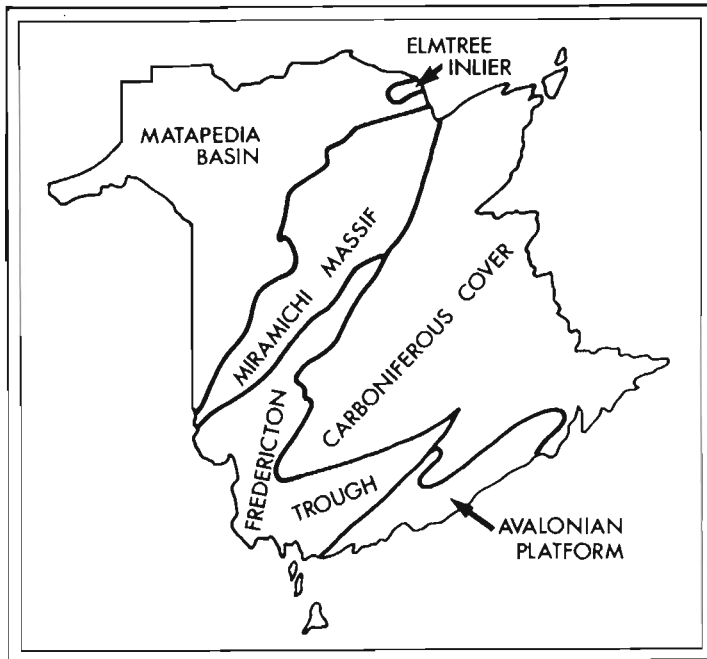 ELMTREE
INLIER
MATAPEDIA
BASIN
MIRAMICHI MASSIF
CARBONIFEROUS COVER
FREDERICTON
TROUGH
AVALONIAN
PLATFORM